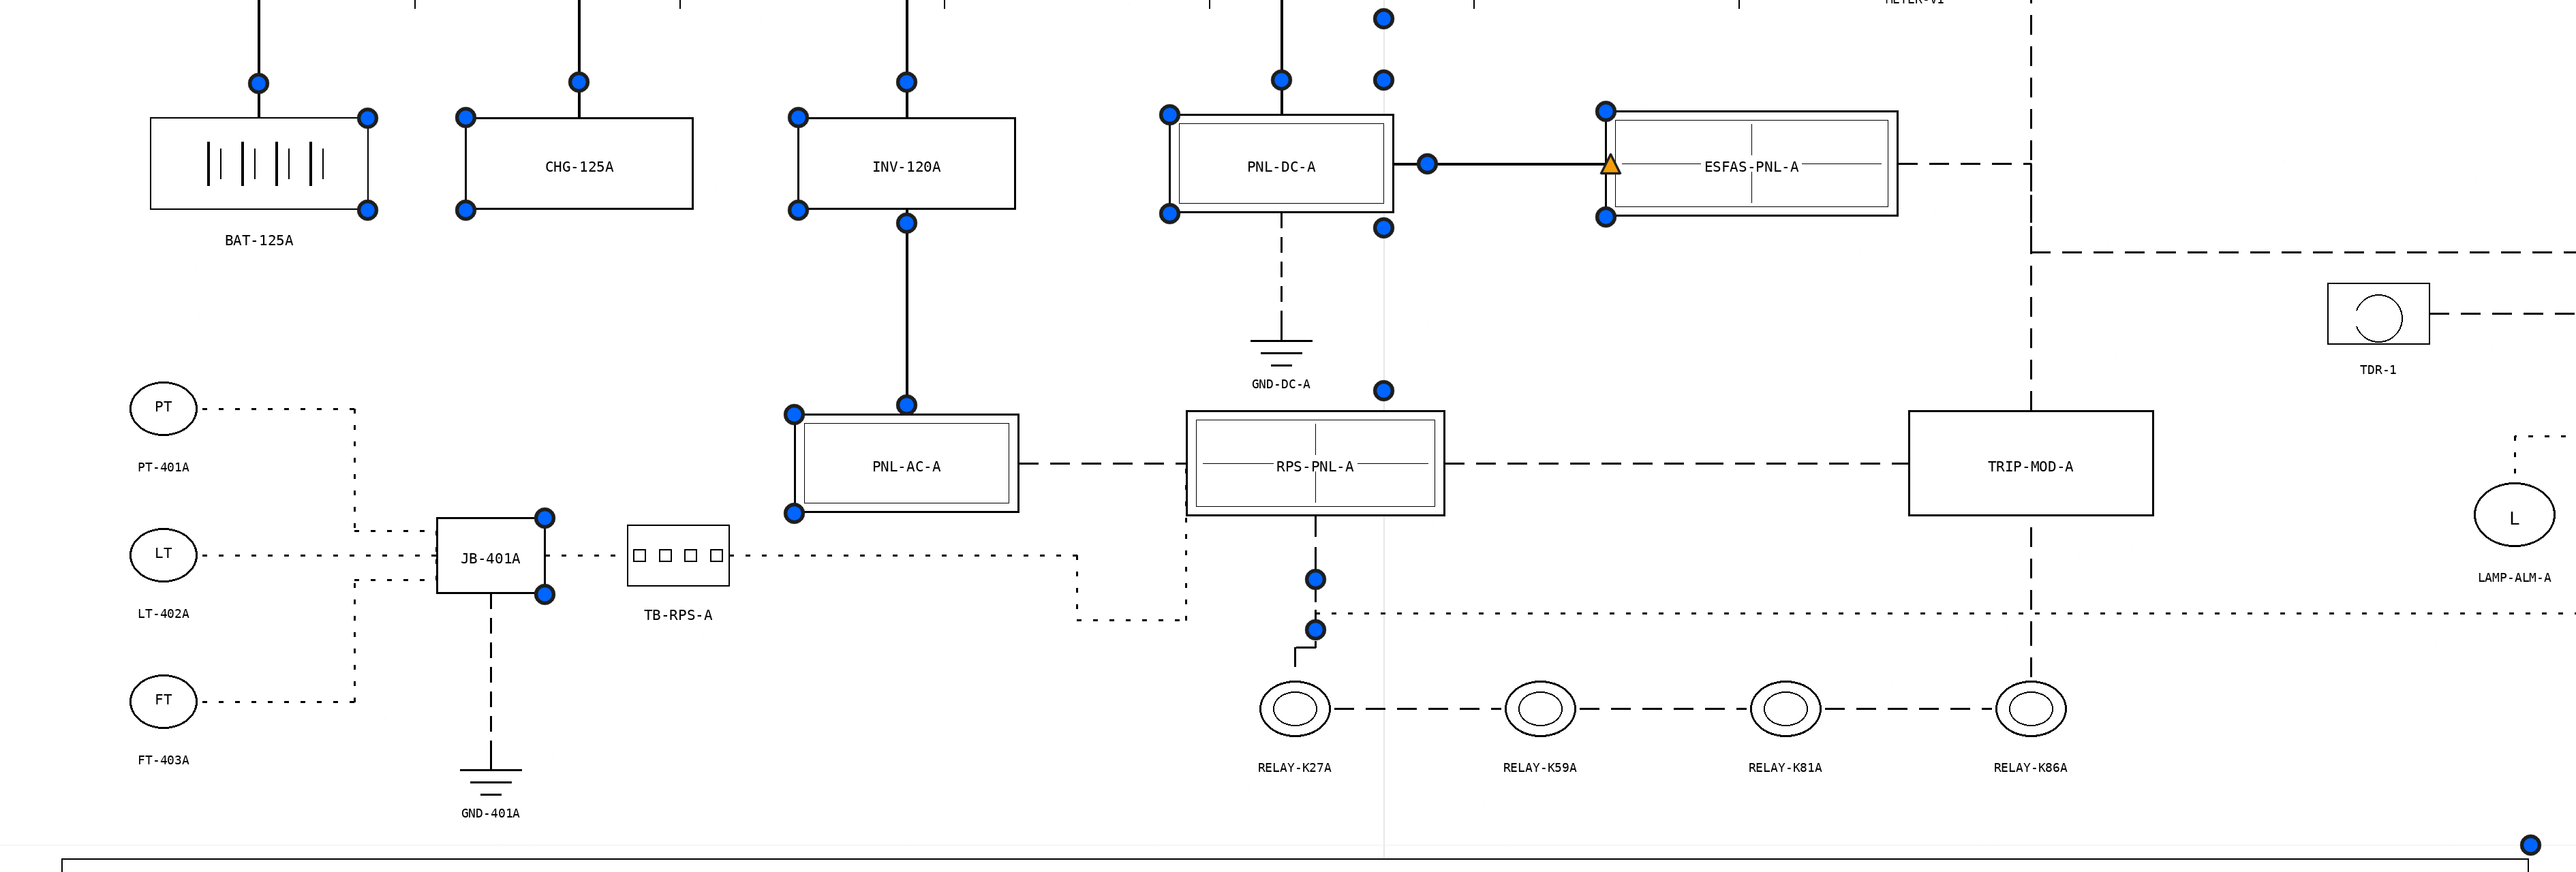 CHG-125A
INV-120A
PNL-DC-A
ESFAS-PNL-A
BAT-125A
TDR-1
GND-DC-A
PT
PT-401A
PNL-AC-A
RPS-PNL-A
TRIP-MOD-A
L
LAMP-ALM-A
LT
LT-402A
JB-401A
TB-RPS-A
FT
FT-403A
RELAY-K27A
RELAY-K59A
RELAY-K81A
RELAY-K86A
GND-401A